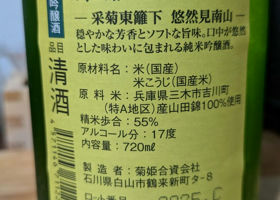 吟醸酒
品目
清酒
― 采菊東籬下 悠然見南山 ―
穏やかな芳香とソフトな旨味。口中が悠然
とした味わいに包まれる純米吟醸酒。
原材料名：米（国産）
米こうじ（国産米）
原料米：兵庫県三木市吉川町
（特A地区）産山田錦100%使用
精米歩合：55%
アルコール分：17度
内容量：720㎖
製造者：菊姫合資会社
石川県白山市鶴来新町タ-8